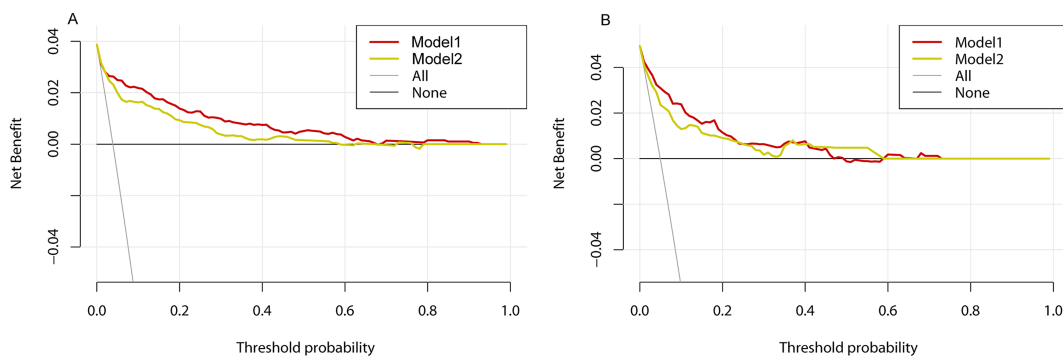 A
Net Benefit
0.04
0.02
0.00
−0.04
Model1
Model2
All
None
0.0
0.2
0.4
0.6
0.8
1.0
Threshold probability
B
Net Benefit
0.04
0.02
0.00
−0.04
Model1
Model2
All
None
0.0
0.2
0.4
0.6
0.8
1.0
Threshold probability